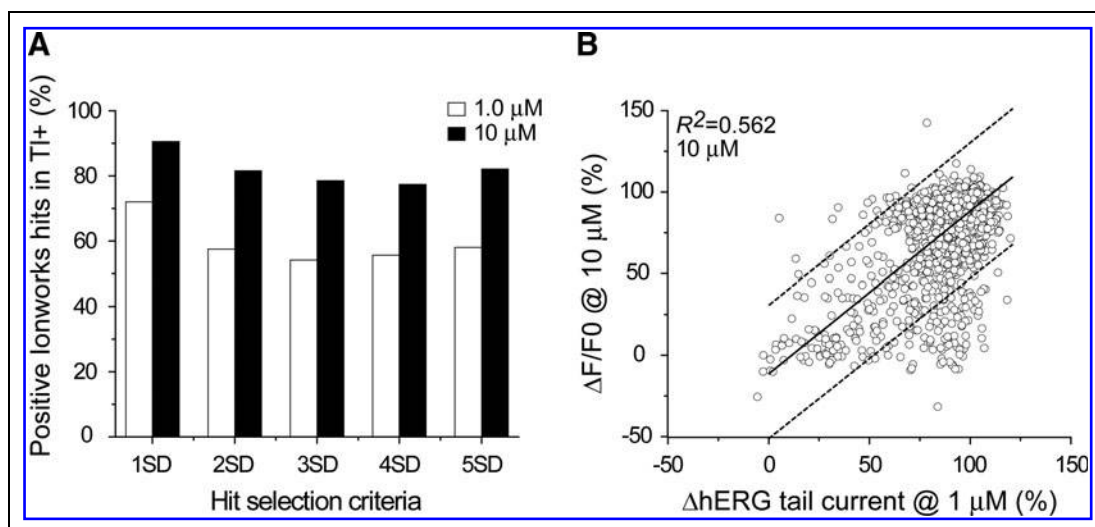 A
Positive Ionworks hits in Tl+ (%)
100
80
60
40
20
0
1.0 μM
10 μM
1SD
2SD
3SD
4SD
5SD
Hit selection criteria
B
ΔF/F0 @ 10 μM (%)
150
100
50
0
-50
R²=0.562
10 μM
-50
0
50
100
150
ΔhERG tail current @ 1 μM (%)